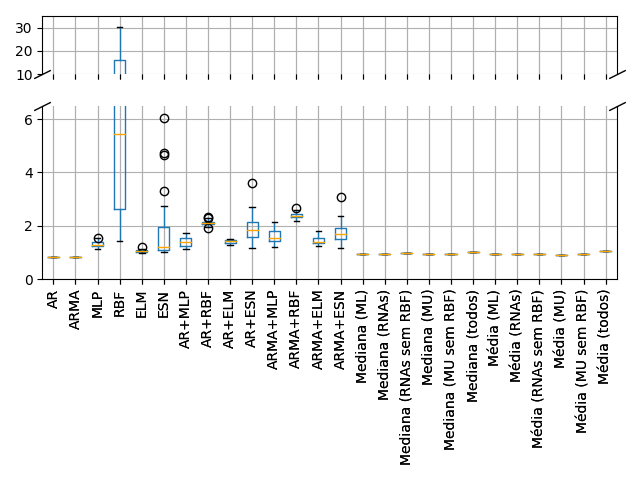 30
20
10
6
4
2
0
AR
ARMA
MLP
RBF
ELM
ESN
AR+MLP
AR+RBF
AR+ELM
AR+ESN
ARMA+MLP
ARMA+RBF
ARMA+ELM
ARMA+ESN
Mediana (ML)
Mediana (RNAs)
Mediana (RNAs sem RBF)
Mediana (MU)
Mediana (MU sem RBF)
Mediana (todos)
Média (ML)
Média (RNAs)
Média (RNAs sem RBF)
Média (MU)
Média (MU sem RBF)
Média (todos)